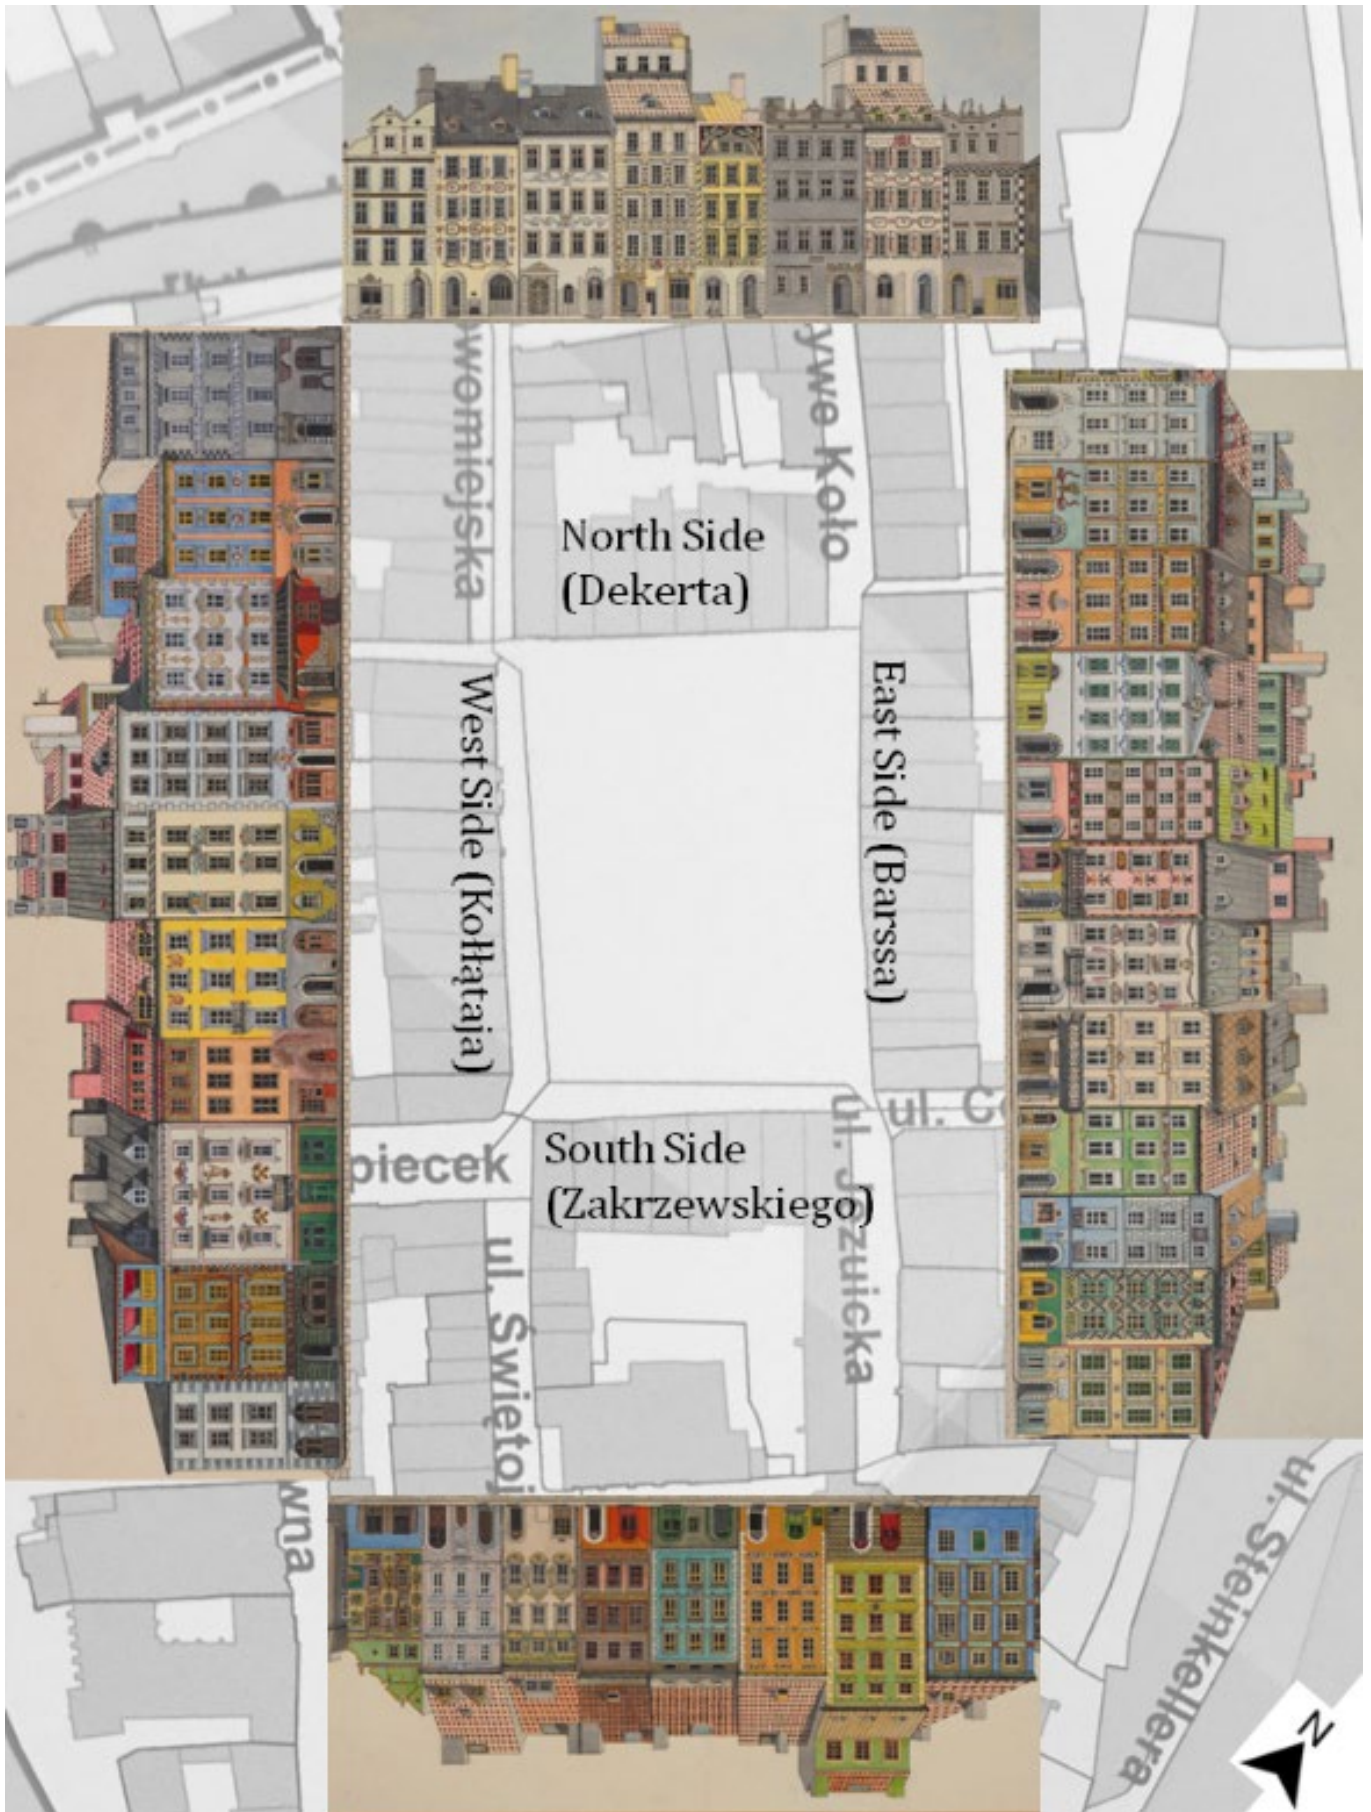 womiejska
ywe Koło
North Side
(Dekerta)
West Side (Kołłątaja)
East Side (Barssa)
South Side
(Zakrzewskiego)
piecek
ul. Jezuicka
ul. C
ul. Świętoj
wna
ul. Steinkellera
N